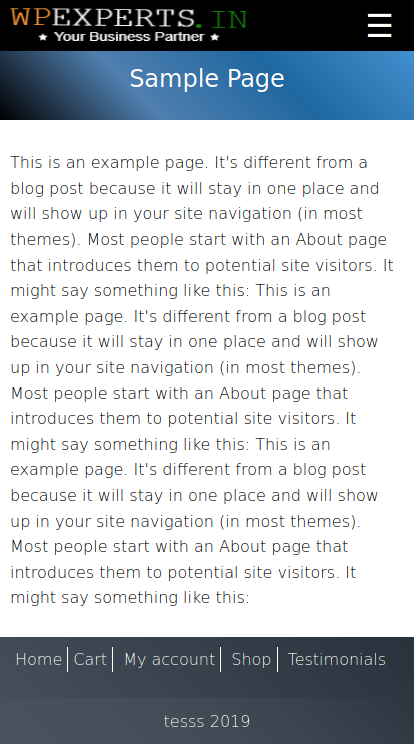 WPEXPERTS.IN
★ Your Business Partner ★
☰
Sample Page
This is an example page. It's different from a
blog post because it will stay in one place and
will show up in your site navigation (in most
themes). Most people start with an About page
that introduces them to potential site visitors. It
might say something like this: This is an
example page. It's different from a blog post
because it will stay in one place and will show
up in your site navigation (in most themes).
Most people start with an About page that
introduces them to potential site visitors. It
might say something like this: This is an
example page. It's different from a blog post
because it will stay in one place and will show
up in your site navigation (in most themes).
Most people start with an About page that
introduces them to potential site visitors. It
might say something like this:
Home Cart My account Shop Testimonials
tesss 2019